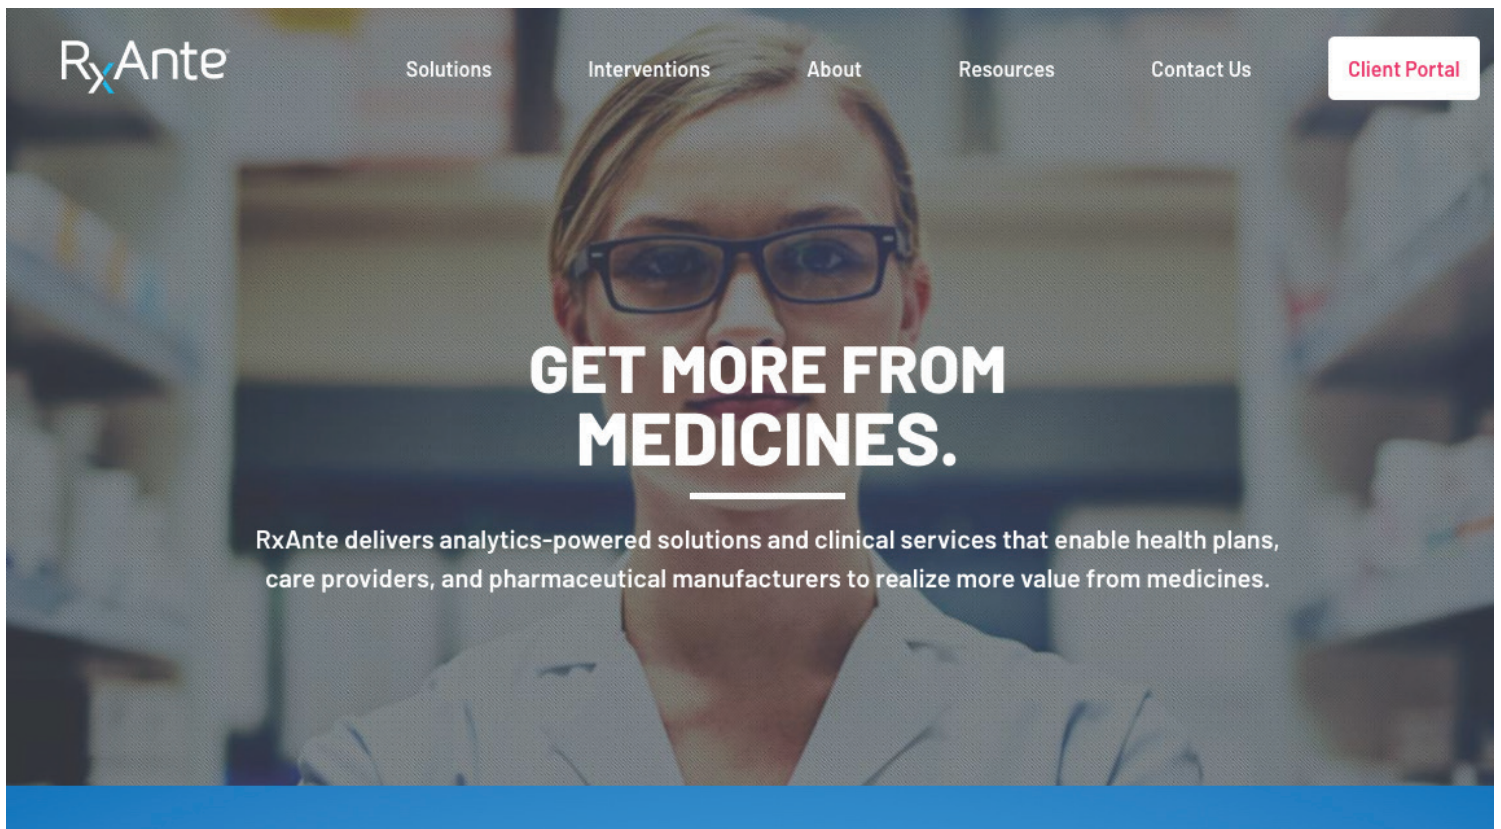 RxAnte
Solutions
Interventions
About
Resources
Contact Us
Client Portal
GET MORE FROM
MEDICINES.
RxAnte delivers analytics-powered solutions and clinical services that enable health plans,
care providers, and pharmaceutical manufacturers to realize more value from medicines.